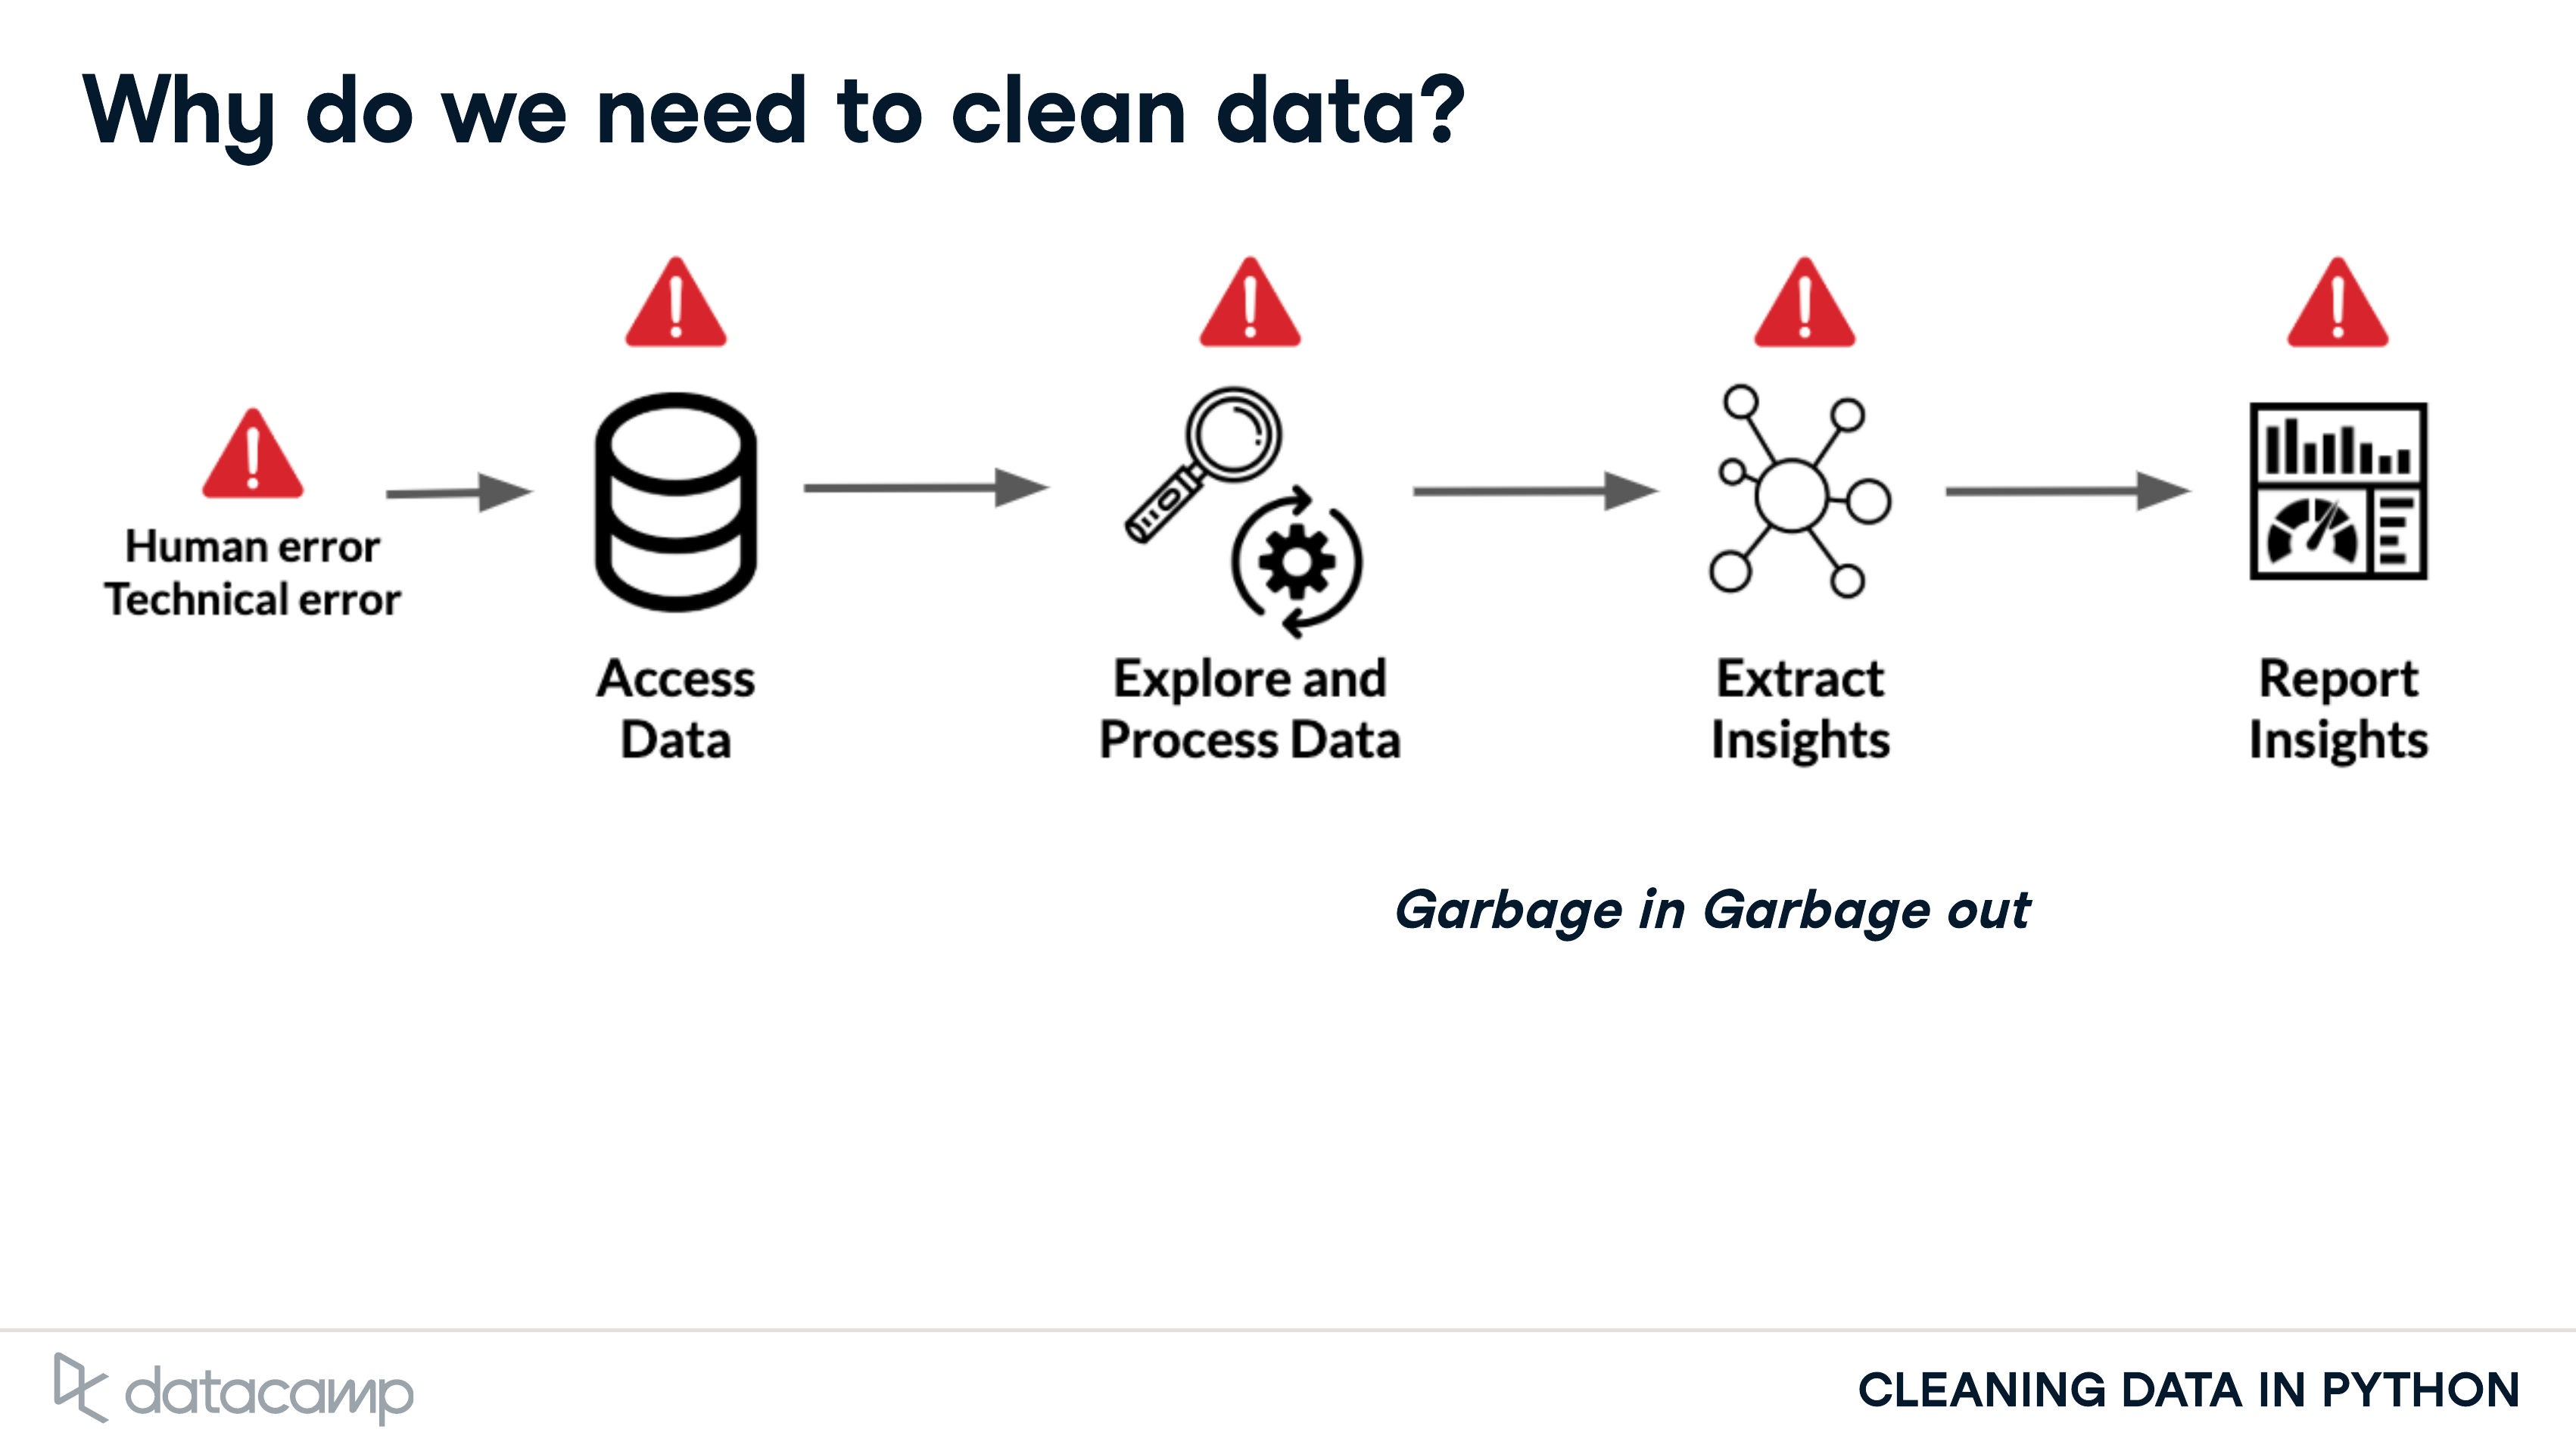 Why do we need to clean data?
Human error
Technical error
Access
Data
Explore and
Process Data
Extract
Insights
Report
Insights
Garbage in Garbage out
datacamp
CLEANING DATA IN PYTHON